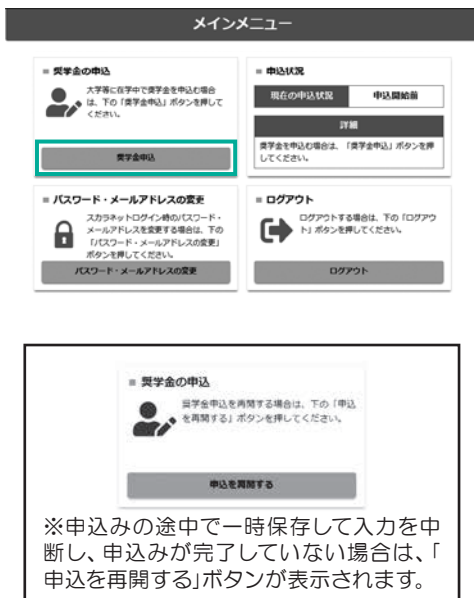 メインメニュー
■ 奨学金の申込
大学等に在学中で奨学金を申込む場合
は、下の「奨学金申込」ボタンを押して
ください。
奨学金申込
■ 申込状況
現在の申込状況 申込開始前
詳細
奨学金を申込む場合は、「奨学金申込」ボタンを押
してください。
■ パスワード・メールアドレスの変更
スカラネットログイン時のパスワード・
メールアドレスを変更する場合は、下の
「パスワード・メールアドレスの変更」
ボタンを押してください。
パスワード・メールアドレスの変更
■ ログアウト
ログアウトする場合は、下の「ログアウ
ト」ボタンを押してください。
ログアウト
■ 奨学金の申込
奨学金申込を再開する場合は、下の「申込
を再開する」ボタンを押してください。
申込を再開する
※申込みの途中で一時保存して入力を中
断し、申込みが完了していない場合は、「
申込を再開する」ボタンが表示されます。